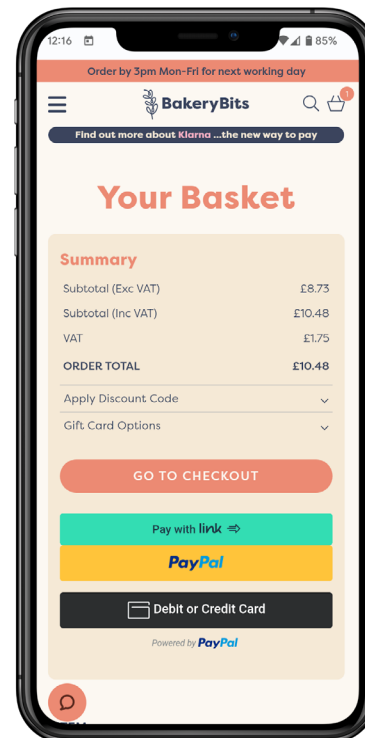 12:16 85%
Order by 3pm Mon-Fri for next working day
BakeryBits 1
Find out more about Klarna ...the new way to pay
Your Basket
Summary
Subtotal (Exc VAT) £8.73
Subtotal (Inc VAT) £10.48
VAT £1.75
ORDER TOTAL £10.48
Apply Discount Code
Gift Card Options
GO TO CHECKOUT
Pay with link
PayPal
Debit or Credit Card
Powered by PayPal